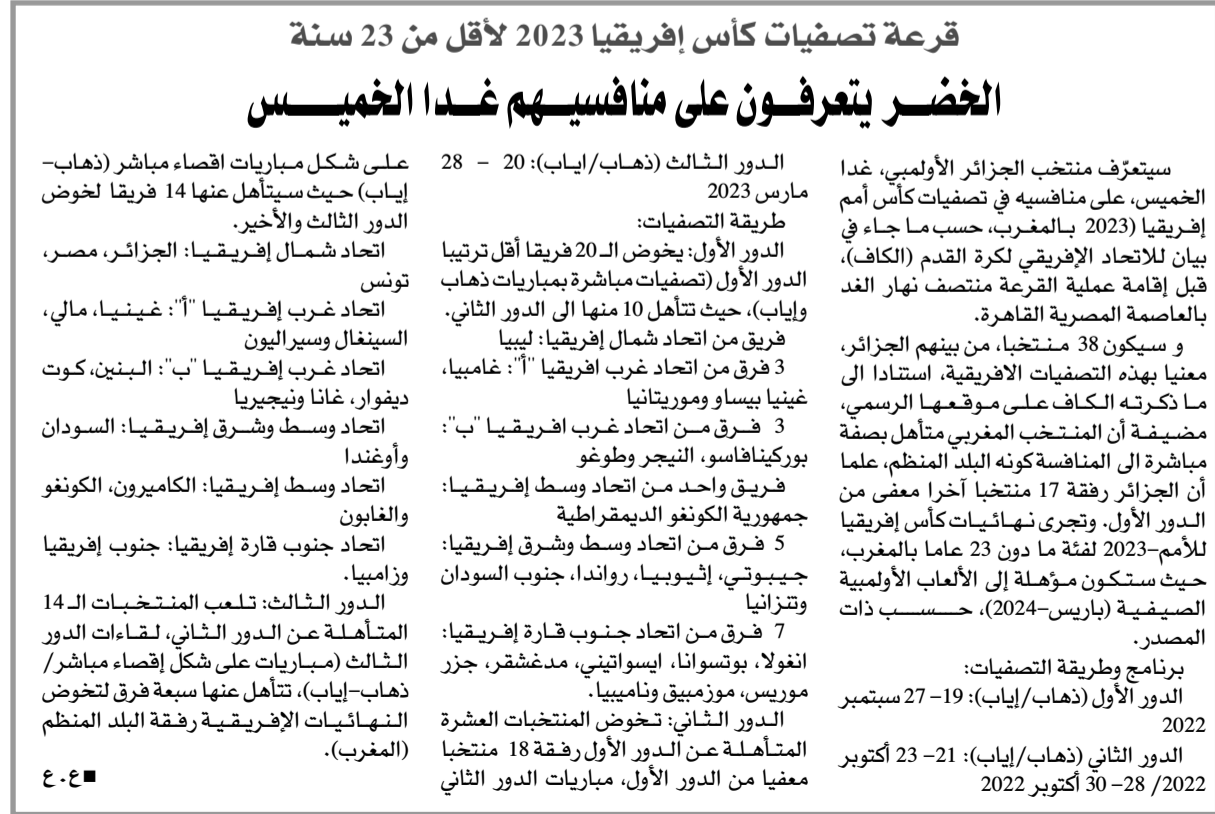 قرعة تصفيات كأس إفريقيا 2023 لأقل من 23 سنة
الخضر يتعرفون على منافسيهم غدا الخميس
سيتعرّف منتخب الجزائر الأولمبي، غدا
الخميس، على منافسيه في تصفيات كأس أمم
إفريقيا (2023 بالمغرب، حسب ما جاء في
بيان للاتحاد الإفريقي لكرة القدم (الكاف)،
قبل إقامة عملية القرعة منتصف نهار الغد
بالعاصمة المصرية القاهرة.
و سيكون 38 منتخبا، من بينهم الجزائر،
معنيا بهذه التصفيات الافريقية، استنادا الى
ما ذكرته الكاف على موقعها الرسمي،
مضيفة أن المنتخب المغربي متأهل بصفة
مباشرة الى المنافسة كونه البلد المنظم، علما
أن الجزائر رفقة 17 منتخبا آخرا معفى من
الدور الأول. وتجرى نهائيات كأس إفريقيا
للأمم–2023 لفئة ما دون 23 عاما بالمغرب،
حيث ستكون مؤهلة إلى الألعاب الأولمبية
الصيفية (باريس–2024)، حسب ذات
المصدر.
برنامج وطريقة التصفيات:
الدور الأول (ذهاب/إياب): 19– 27 سبتمبر
2022
الدور الثاني (ذهاب/إياب): 21– 23 أكتوبر
2022/ 28– 30 أكتوبر 2022
الدور الثالث (ذهاب/اياب): 20 – 28
مارس 2023
طريقة التصفيات:
الدور الأول: يخوض الـ 20 فريقا أقل ترتيبا
الدور الأول (تصفيات مباشرة بمباريات ذهاب
وإياب)، حيث تتأهل 10 منها الى الدور الثاني.
فريق من اتحاد شمال إفريقيا: ليبيا
3 فرق من اتحاد غرب افريقيا "أ": غامبيا،
غينيا بيساو وموريتانيا
3 فرق من اتحاد غرب افريقيا "ب":
بوركينافاسو، النيجر وطوغو
فريق واحد من اتحاد وسط إفريقيا:
جمهورية الكونغو الديمقراطية
5 فرق من اتحاد وسط وشرق إفريقيا:
جيبوتي، إثيوبيا، رواندا، جنوب السودان
وتنزانيا
7 فرق من اتحاد جنوب قارة إفريقيا:
انغولا، بوتسوانا، ايسواتيني، مدغشقر، جزر
موريس، موزمبيق وناميبيا.
الدور الثاني: تخوض المنتخبات العشرة
المتأهلة عن الدور الأول رفقة 18 منتخبا
معفيا من الدور الأول، مباريات الدور الثاني
على شكل مباريات اقصاء مباشر (ذهاب–
إياب) حيث سيتأهل عنها 14 فريقا لخوض
الدور الثالث والأخير.
اتحاد شمال إفريقيا: الجزائر، مصر،
تونس
اتحاد غرب إفريقيا "أ": غينيا، مالي،
السينغال وسيراليون
اتحاد غرب إفريقيا "ب": البنين، كوت
ديفوار، غانا ونيجيريا
اتحاد وسط وشرق إفريقيا: السودان
وأوغندا
اتحاد وسط إفريقيا: الكاميرون، الكونغو
والغابون
اتحاد جنوب قارة إفريقيا: جنوب إفريقيا
وزامبيا.
الدور الثالث: تلعب المنتخبات الـ 14
المتأهلة عن الدور الثاني، لقاءات الدور
الثالث (مباريات على شكل إقصاء مباشر/
ذهاب–إياب)، تتأهل عنها سبعة فرق لتخوض
النهائيات الإفريقية رفقة البلد المنظم
(المغرب).
■ ع. ع